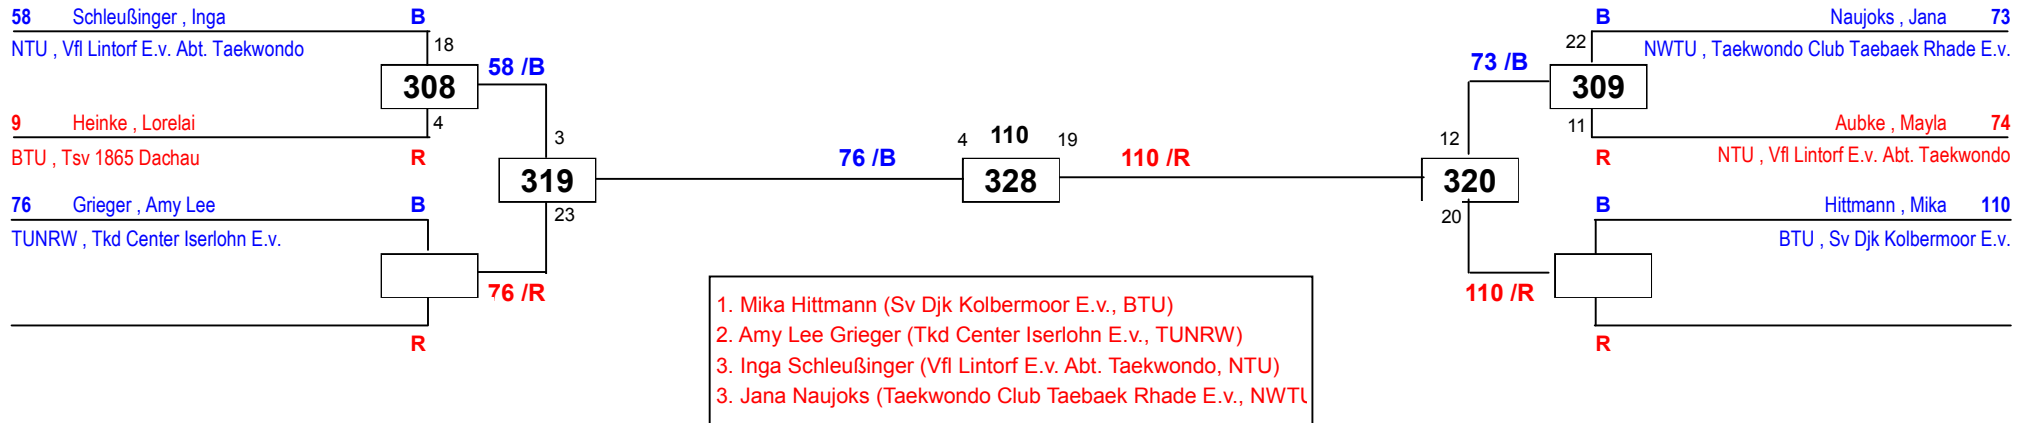 58 Schleußinger , Inga B
NTU , Vfl Lintorf E.v. Abt. Taekwondo
18
308
58 /B
4
9 Heinke , Lorelai
BTU , Tsv 1865 Dachau R
76 Grieger , Amy Lee B
TUNRW , Tkd Center Iserlohn E.v.
76 /R
R
3
319
23
76 /B
4 110 19
328
110 /R
12
320
20
73 /B
110 /R
B Naujoks , Jana 73
22
NWTU , Taekwondo Club Taebaek Rhade E.v.
309
11
Aubke , Mayla 74
R NTU , Vfl Lintorf E.v. Abt. Taekwondo
B Hittmann , Mika 110
BTU , Sv Djk Kolbermoor E.v.
R
1. Mika Hittmann (Sv Djk Kolbermoor E.v., BTU)
2. Amy Lee Grieger (Tkd Center Iserlohn E.v., TUNRW)
3. Inga Schleußinger (Vfl Lintorf E.v. Abt. Taekwondo, NTU)
3. Jana Naujoks (Taekwondo Club Taebaek Rhade E.v., NWTU